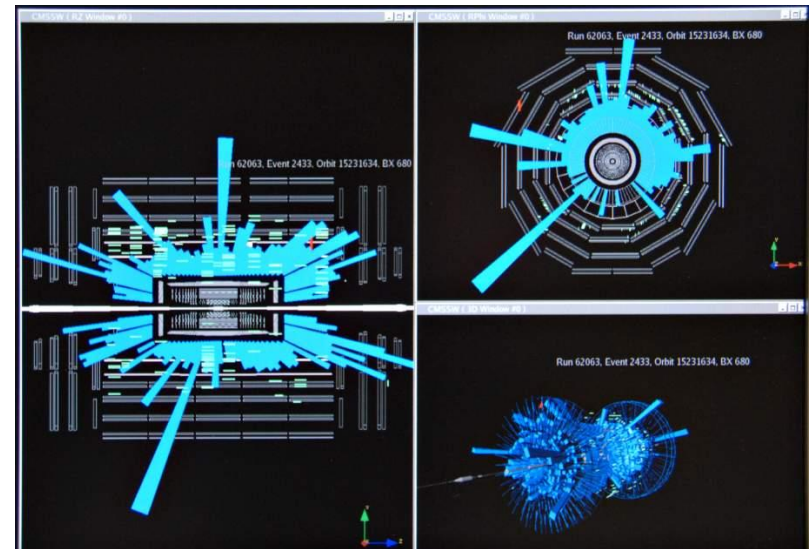 CMSSW ( RZ Window #0 )
Run 62063, Event 2433, Orbit 15231634, BX 680
Y
Z
CMSSW ( RPhi Window #0 )
Run 62063, Event 2433, Orbit 15231634, BX 680
Y
X
CMSSW ( 3D Window #0 )
Run 62063, Event 2433, Orbit 15231634, BX 680